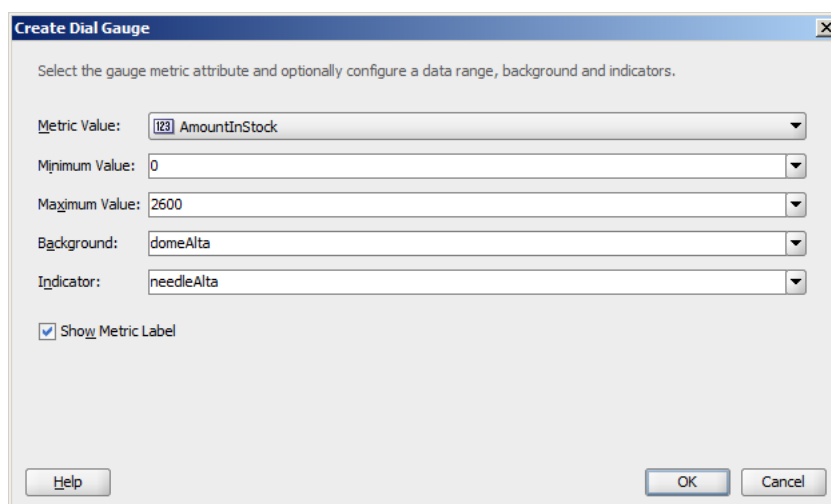 Create Dial Gauge
Select the gauge metric attribute and optionally configure a data range, background and indicators.
Metric Value: 123 AmountInStock
Minimum Value: 0
Maximum Value: 2600
Background: domeAlta
Indicator: needleAlta
Show Metric Label
Help OK Cancel